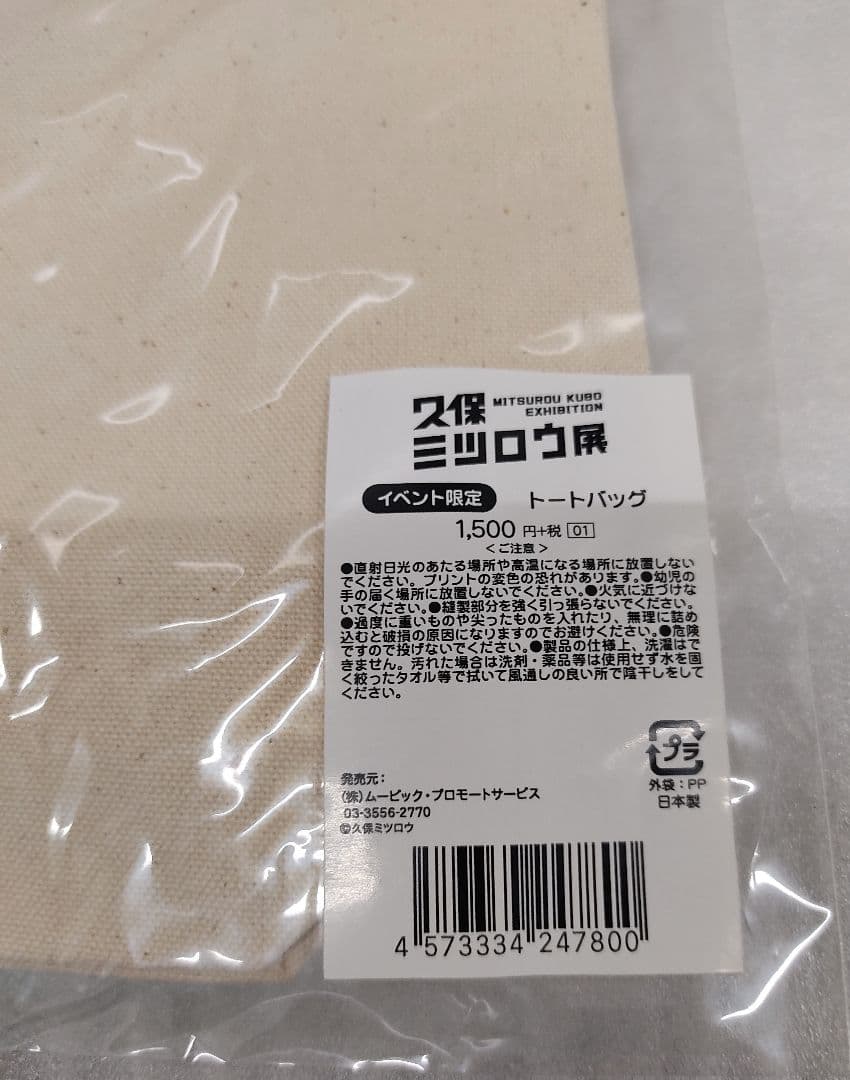 久保 MITSUROU KUBO
EXHIBITION
ミツロウ展
イベント限定 トートバッグ
1,500 円+税 01
<ご注意>
●直射日光のあたる場所や高温になる場所に放置しない
でください。プリントの変色の恐れがあります。●幼児の
手の届く場所に放置しないでください。●火気に近づけな
いでください。●縫製部分を強く引っ張らないでください。
●過度に重いものや尖ったものを入れたり、無理に詰め
込むと破損の原因になりますのでお避けください。●危険
ですので投げないでください。●製品の仕様上、洗濯はで
きません。汚れた場合は洗剤・薬品等は使用せず水を固
く絞ったタオル等で拭いて風通しの良い所で陰干しをして
ください。
プラ
外袋:PP
日本製
発売元:
(株)ムービック・プロモートサービス
03-3556-2770
©久保ミツロウ
4 573334 247800